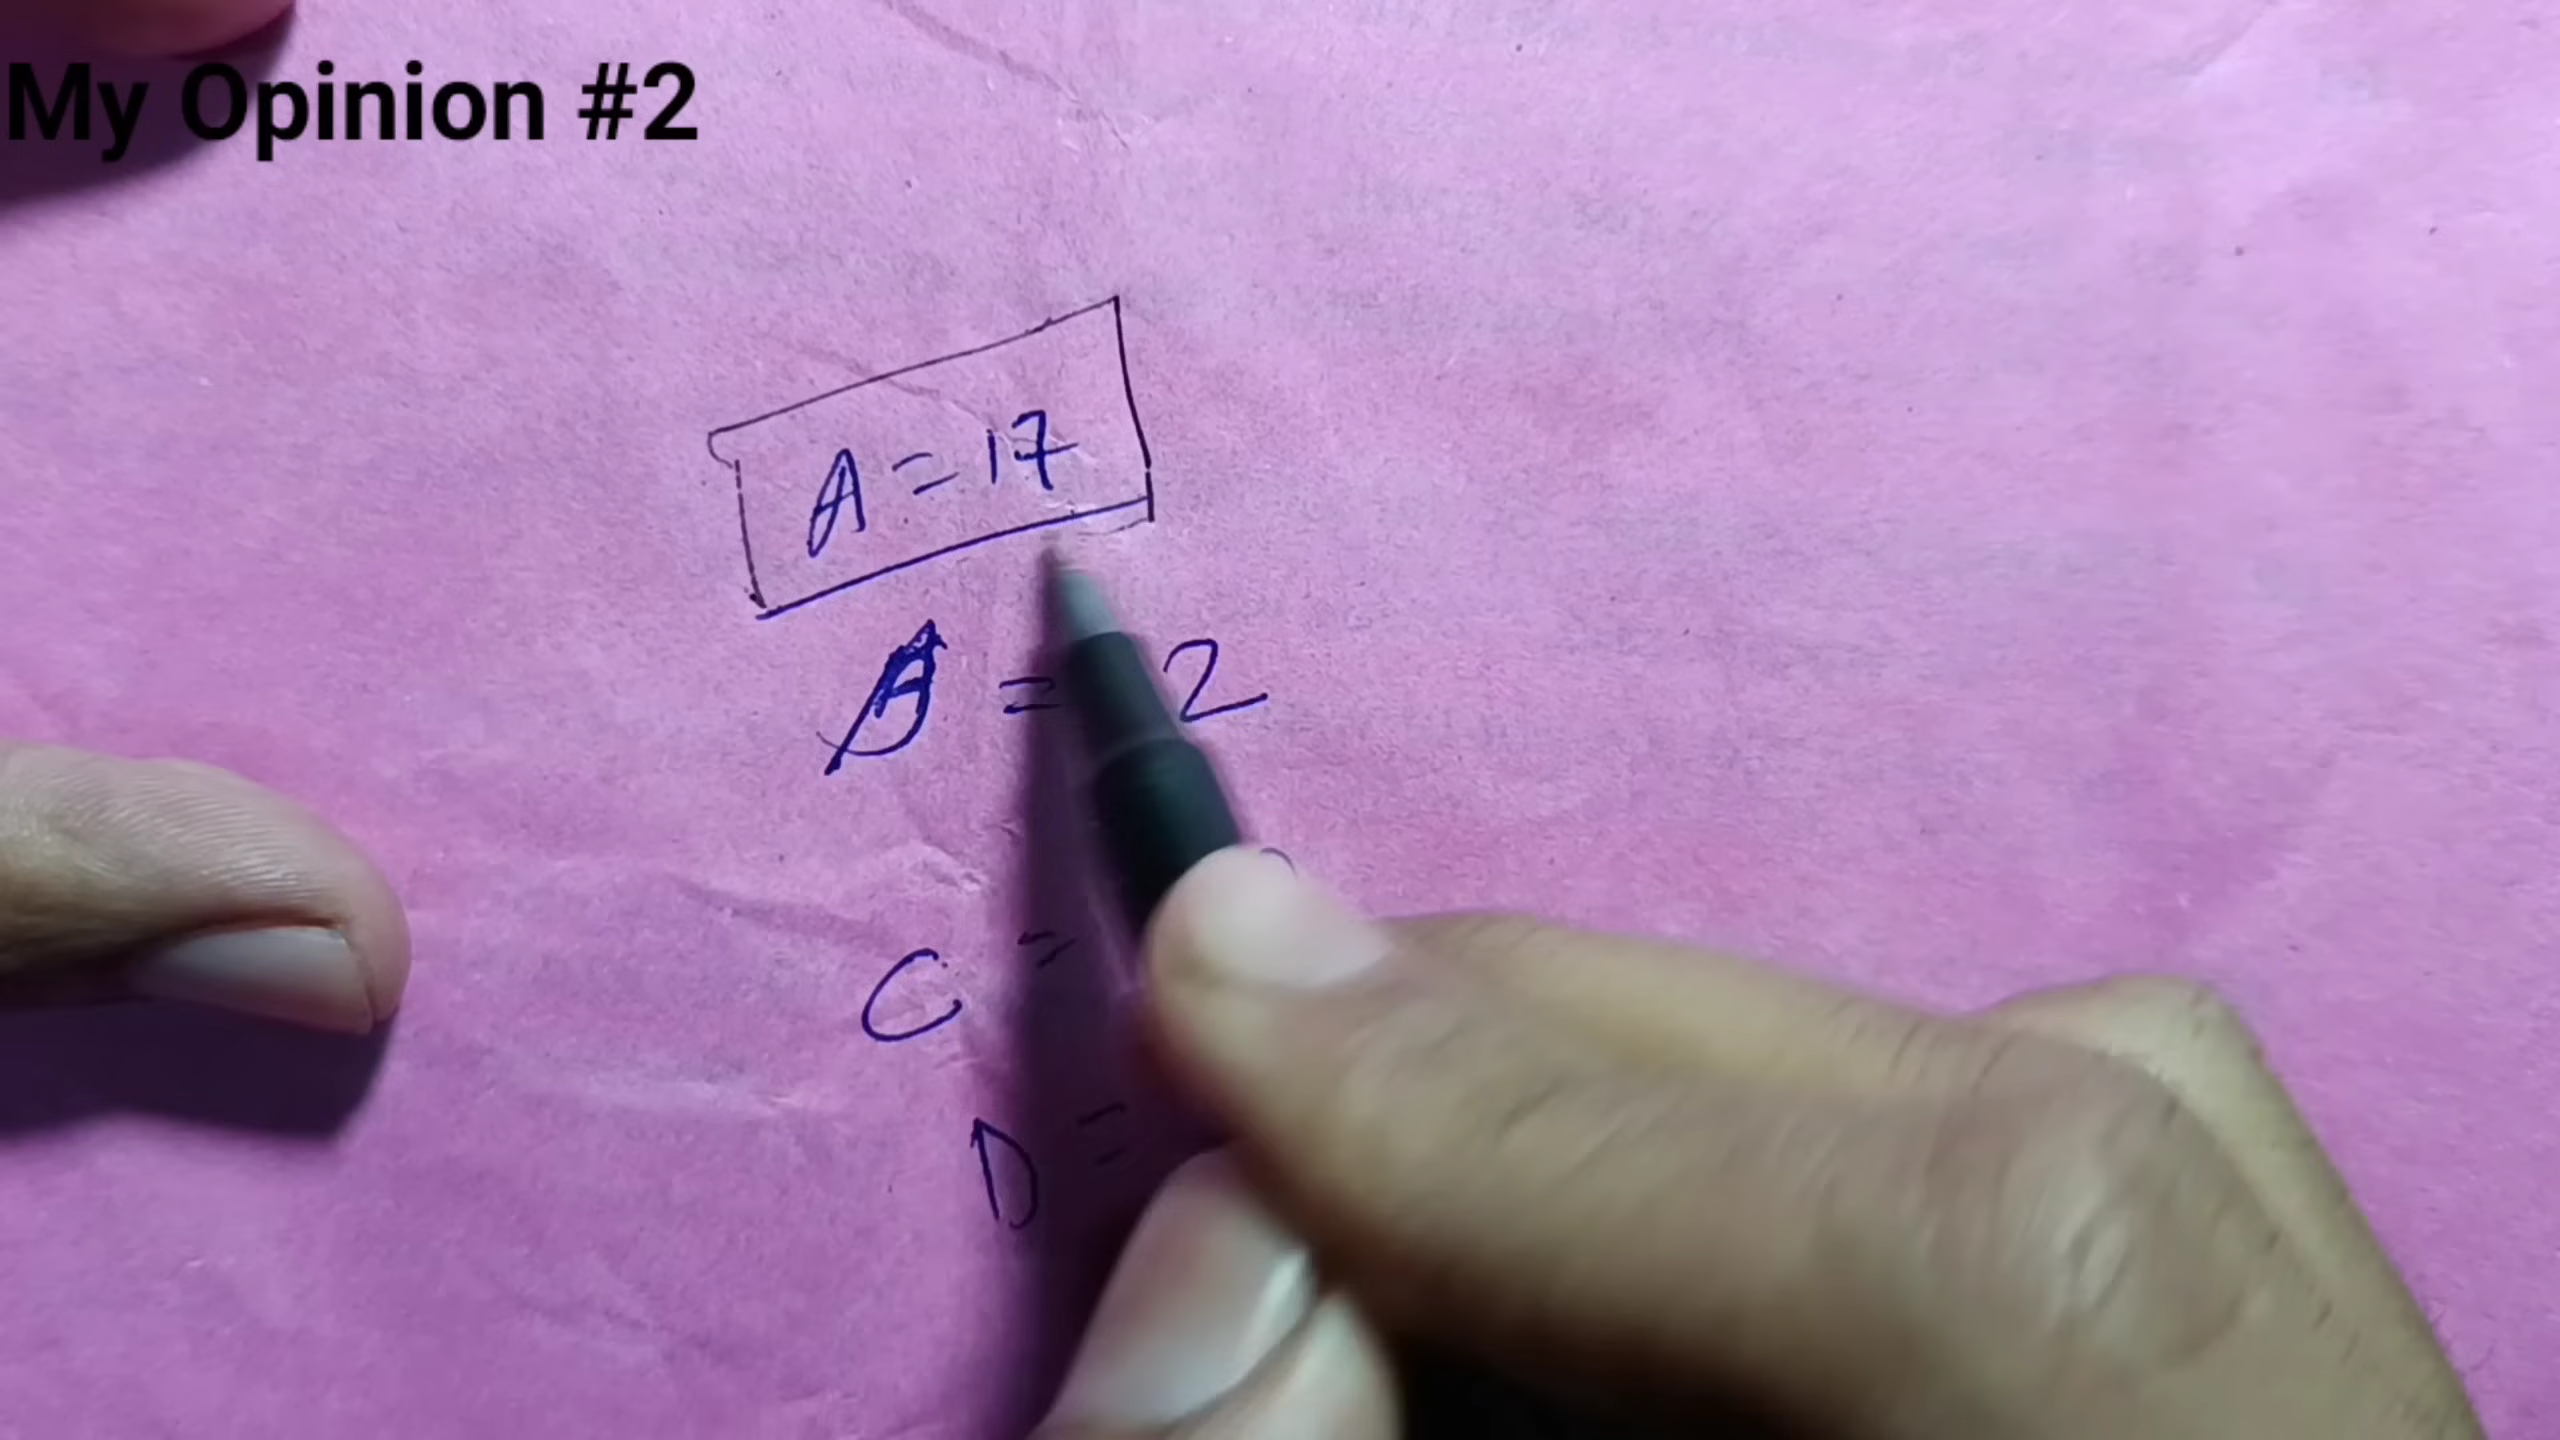 My Opinion #2
A = 17
B = 2
C =
D =